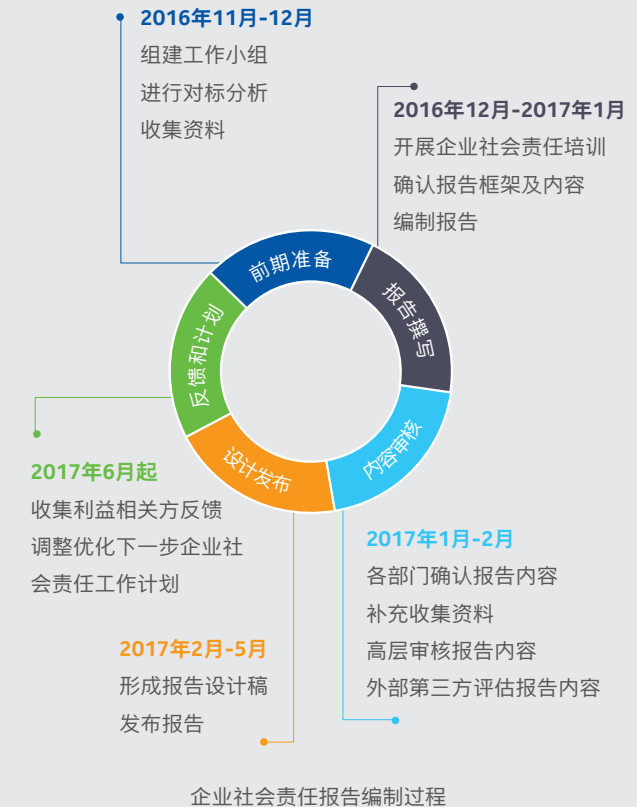 2016年11月-12月
组建工作小组
进行对标分析
收集资料
2016年12月-2017年1月
开展企业社会责任培训
确认报告框架及内容
编制报告
前期准备
报告撰写
内容审核
设计发布
反馈和计划
2017年1月-2月
各部门确认报告内容
补充收集资料
高层审核报告内容
外部第三方评估报告内容
2017年2月-5月
形成报告设计稿
发布报告
2017年6月起
收集利益相关方反馈
调整优化下一步企业社
会责任工作计划
企业社会责任报告编制过程